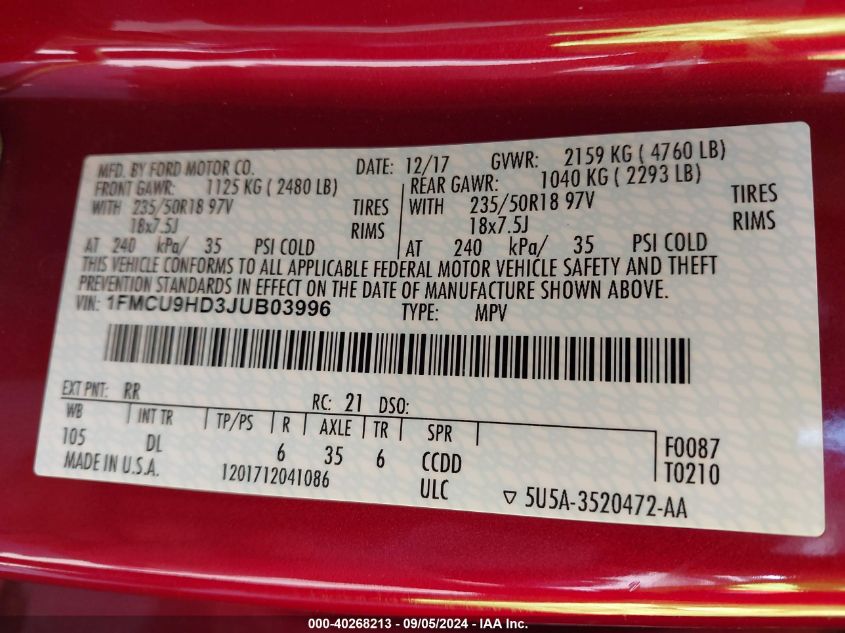 MFD. BY FORD MOTOR CO. DATE: 12/17 GVWR: 2159 KG ( 4760 LB)
FRONT GAWR: 1125 KG ( 2480 LB) REAR GAWR: 1040 KG ( 2293 LB)
WITH 235/50R18 97V TIRES WITH 235/50R18 97V TIRES
18x7.5J RIMS 18x7.5J RIMS
AT 240 kPa/ 35 PSI COLD AT 240 kPa/ 35 PSI COLD
THIS VEHICLE CONFORMS TO ALL APPLICABLE FEDERAL MOTOR VEHICLE SAFETY AND THEFT
PREVENTION STANDARDS IN EFFECT ON THE DATE OF MANUFACTURE SHOWN ABOVE.
VIN: 1FMCU9HD3JUB03996 TYPE: MPV
EXT PNT: RR RC: 21 DSO:
WB INT TR TP/PS R AXLE TR SPR F0087
105 DL 6 35 6 CCDD T0210
MADE IN U.S.A. 1201712041086 ULC 5U5A-3520472-AA
000-40268213 - 09/05/2024 - IAA Inc.